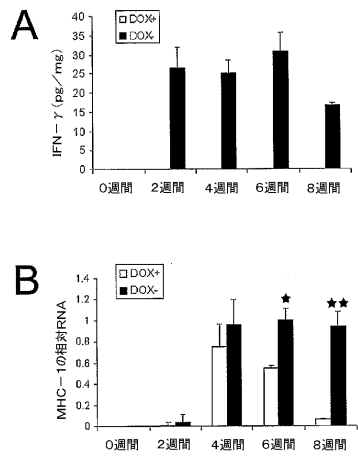 A
□ DOX+
■ DOX-
IFN-γ (pg/mg)
40
35
30
25
20
15
10
5
0
0週間 2週間 4週間 6週間 8週間
B
□ DOX+
■ DOX-
MHC-1の相対RNA
1.4
1.2
1
0.8
0.6
0.4
0.2
0
★
★★
0週間 2週間 4週間 6週間 8週間